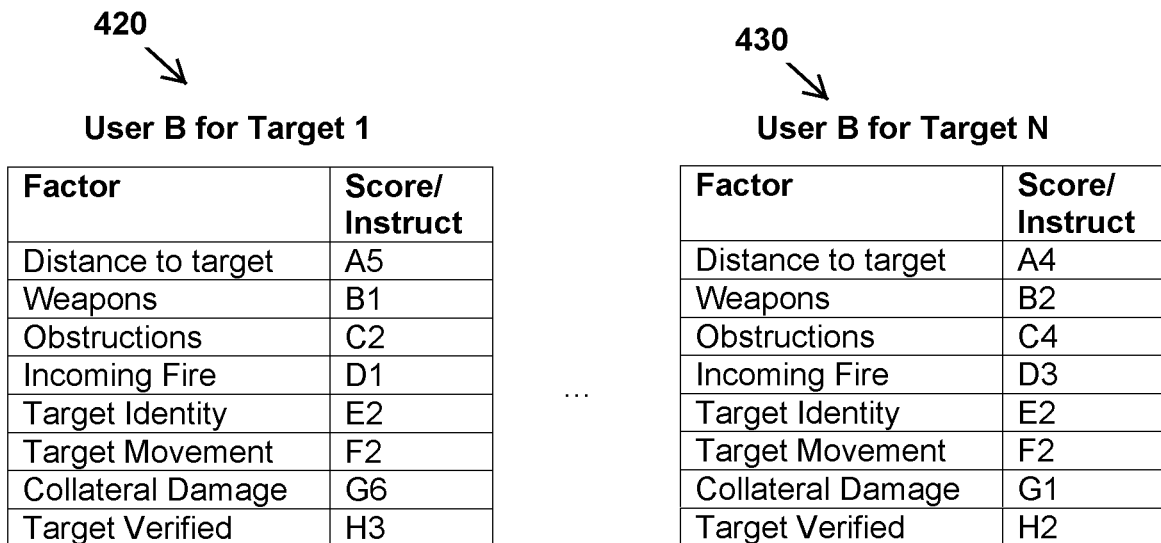 420
User B for Target 1
Factor Score/
Instruct
Distance to target A5
Weapons B1
Obstructions C2
Incoming Fire D1
Target Identity E2
Target Movement F2
Collateral Damage G6
Target Verified H3
...
430
User B for Target N
Factor Score/
Instruct
Distance to target A4
Weapons B2
Obstructions C4
Incoming Fire D3
Target Identity E2
Target Movement F2
Collateral Damage G1
Target Verified H2